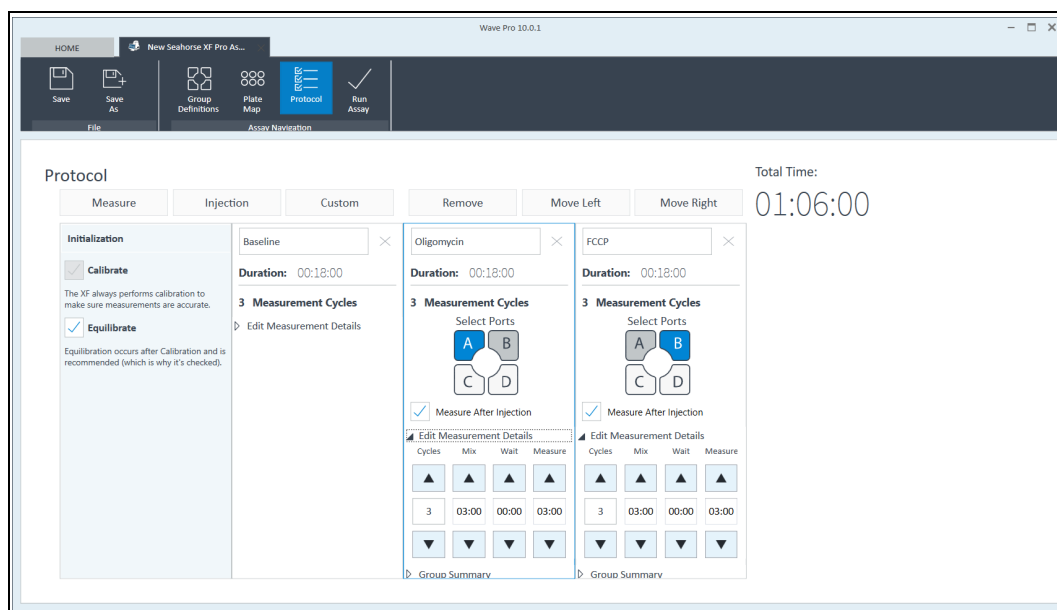 Wave Pro 10.0.1
HOME
New Seahorse XF Pro As...
Save
Save As
Group Definitions
Plate Map
Protocol
Run Assay
File
Assay Navigation
Protocol
Total Time:
01:06:00
Measure
Injection
Custom
Remove
Move Left
Move Right
Initialization
Calibrate
The XF always performs calibration to
make sure measurements are accurate.
Equilibrate
Equilibration occurs after Calibration and is
recommended (which is why it's checked).
Baseline
Duration: 00:18:00
3 Measurement Cycles
Edit Measurement Details
Oligomycin
Duration: 00:18:00
3 Measurement Cycles
Select Ports
A B
C D
Measure After Injection
Edit Measurement Details
Cycles Mix Wait Measure
3 03:00 00:00 03:00
Group Summary
FCCP
Duration: 00:18:00
3 Measurement Cycles
Select Ports
A B
C D
Measure After Injection
Edit Measurement Details
Cycles Mix Wait Measure
3 03:00 00:00 03:00
Group Summary